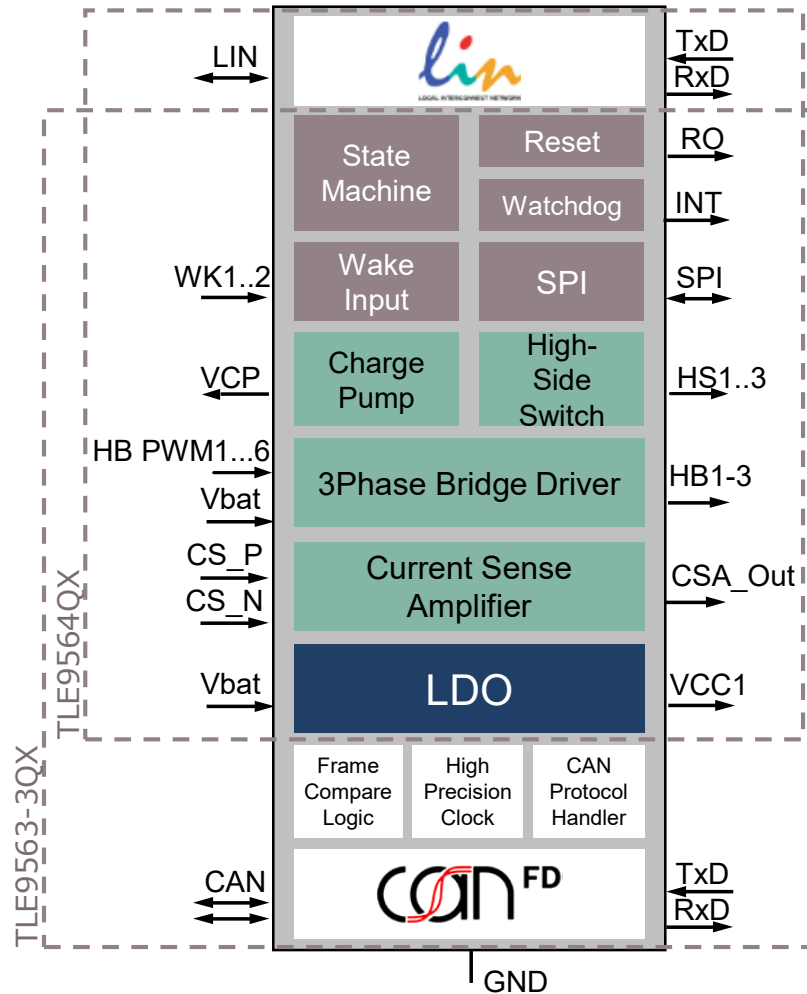 LIN
lin
LOCAL INTERCONNECT NETWORK
TxD
RxD
State
Machine
Reset
RO
Watchdog
INT
WK1..2
Wake
Input
SPI
SPI
VCP
Charge
Pump
High-
Side
Switch
HS1..3
HB PWM1...6
Vbat
3Phase Bridge Driver
HB1-3
CS_P
CS_N
Current Sense
Amplifier
CSA_Out
Vbat
LDO
VCC1
TLE9564QX
TLE9563-3QX
Frame
Compare
Logic
High
Precision
Clock
CAN
Protocol
Handler
CAN
can FD
TxD
RxD
GND